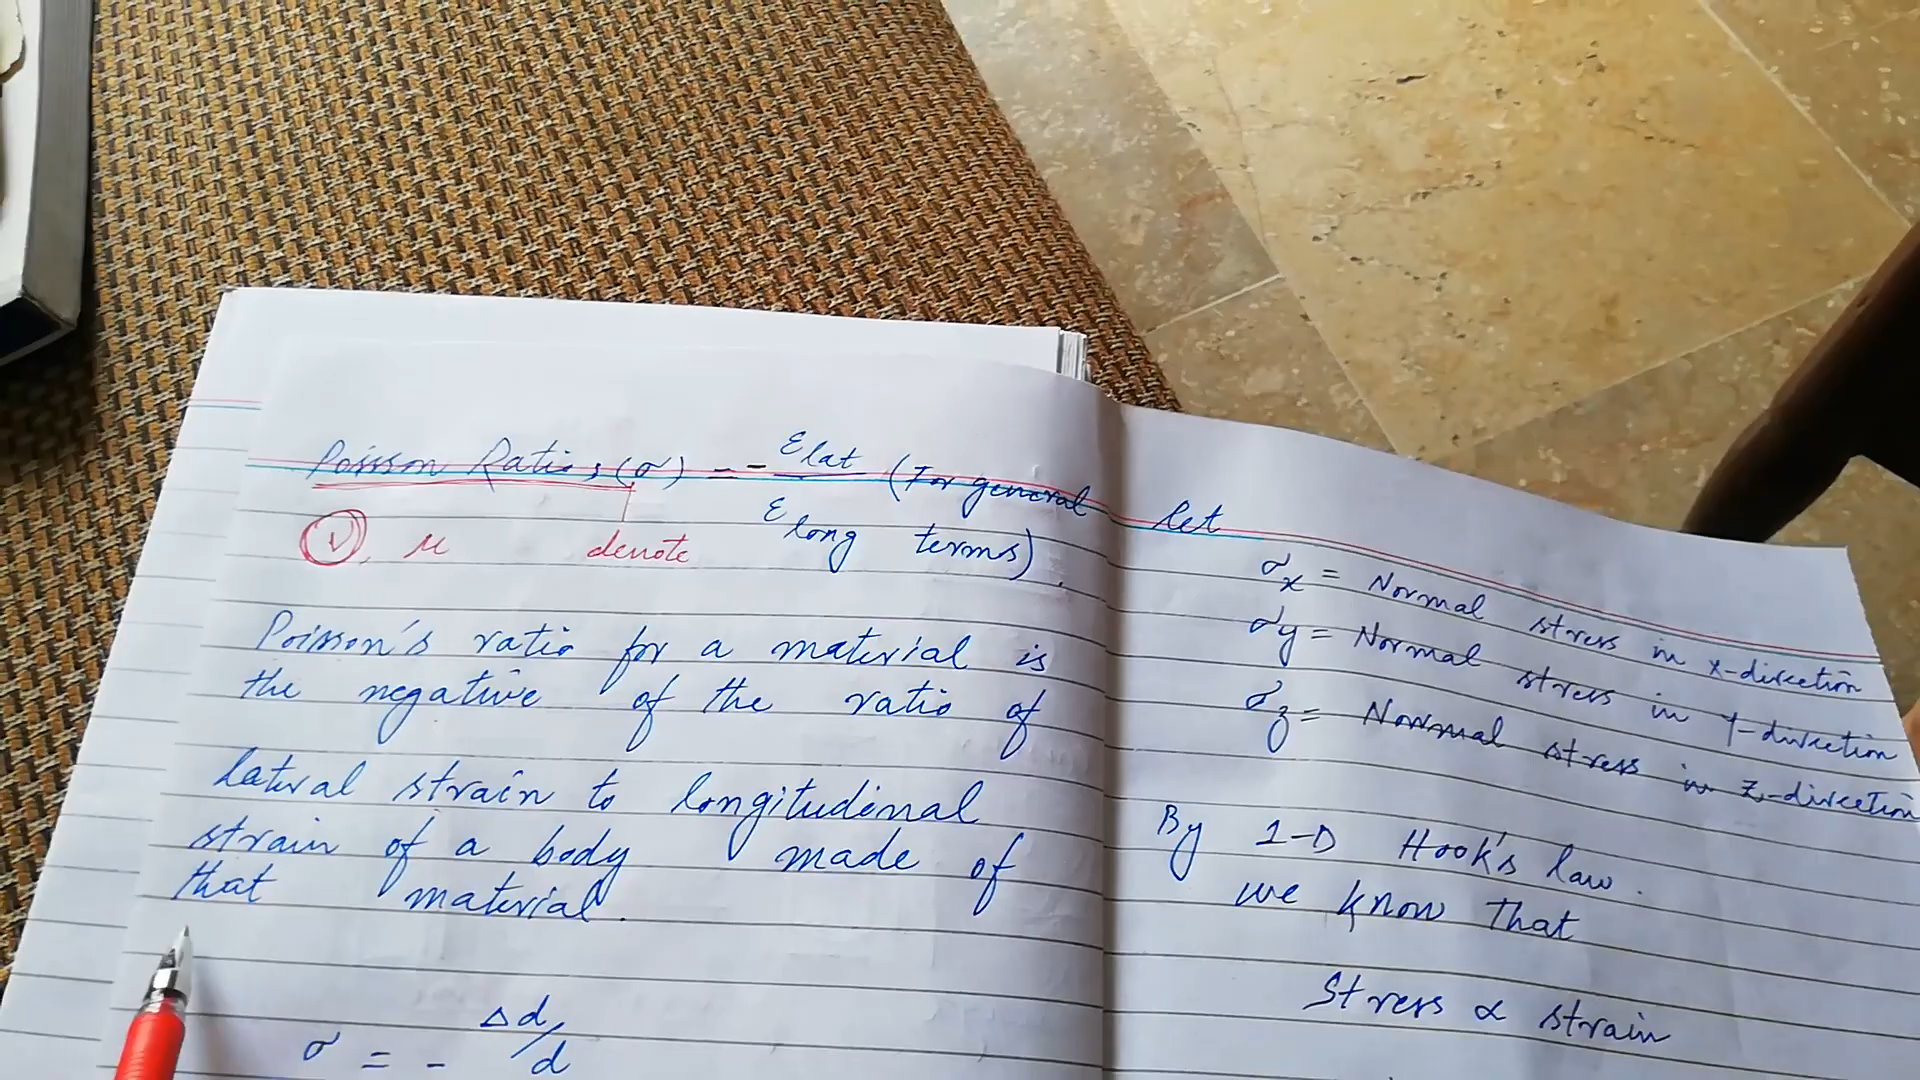 Poisson Ratio, (σ) = - εlat / εlong (For general terms).
ν, μ denote
Poisson's ratio for a material is
the negative of the ratio of
lateral strain to longitudinal
strain of a body made of
that material.
σ = - Δd/d
Let
σx = Normal stress in x-direction
σy = Normal stress in y-direction
σz = Normal stress in z-direction
By 1-D Hook's law.
we know that
Stress ∝ strain